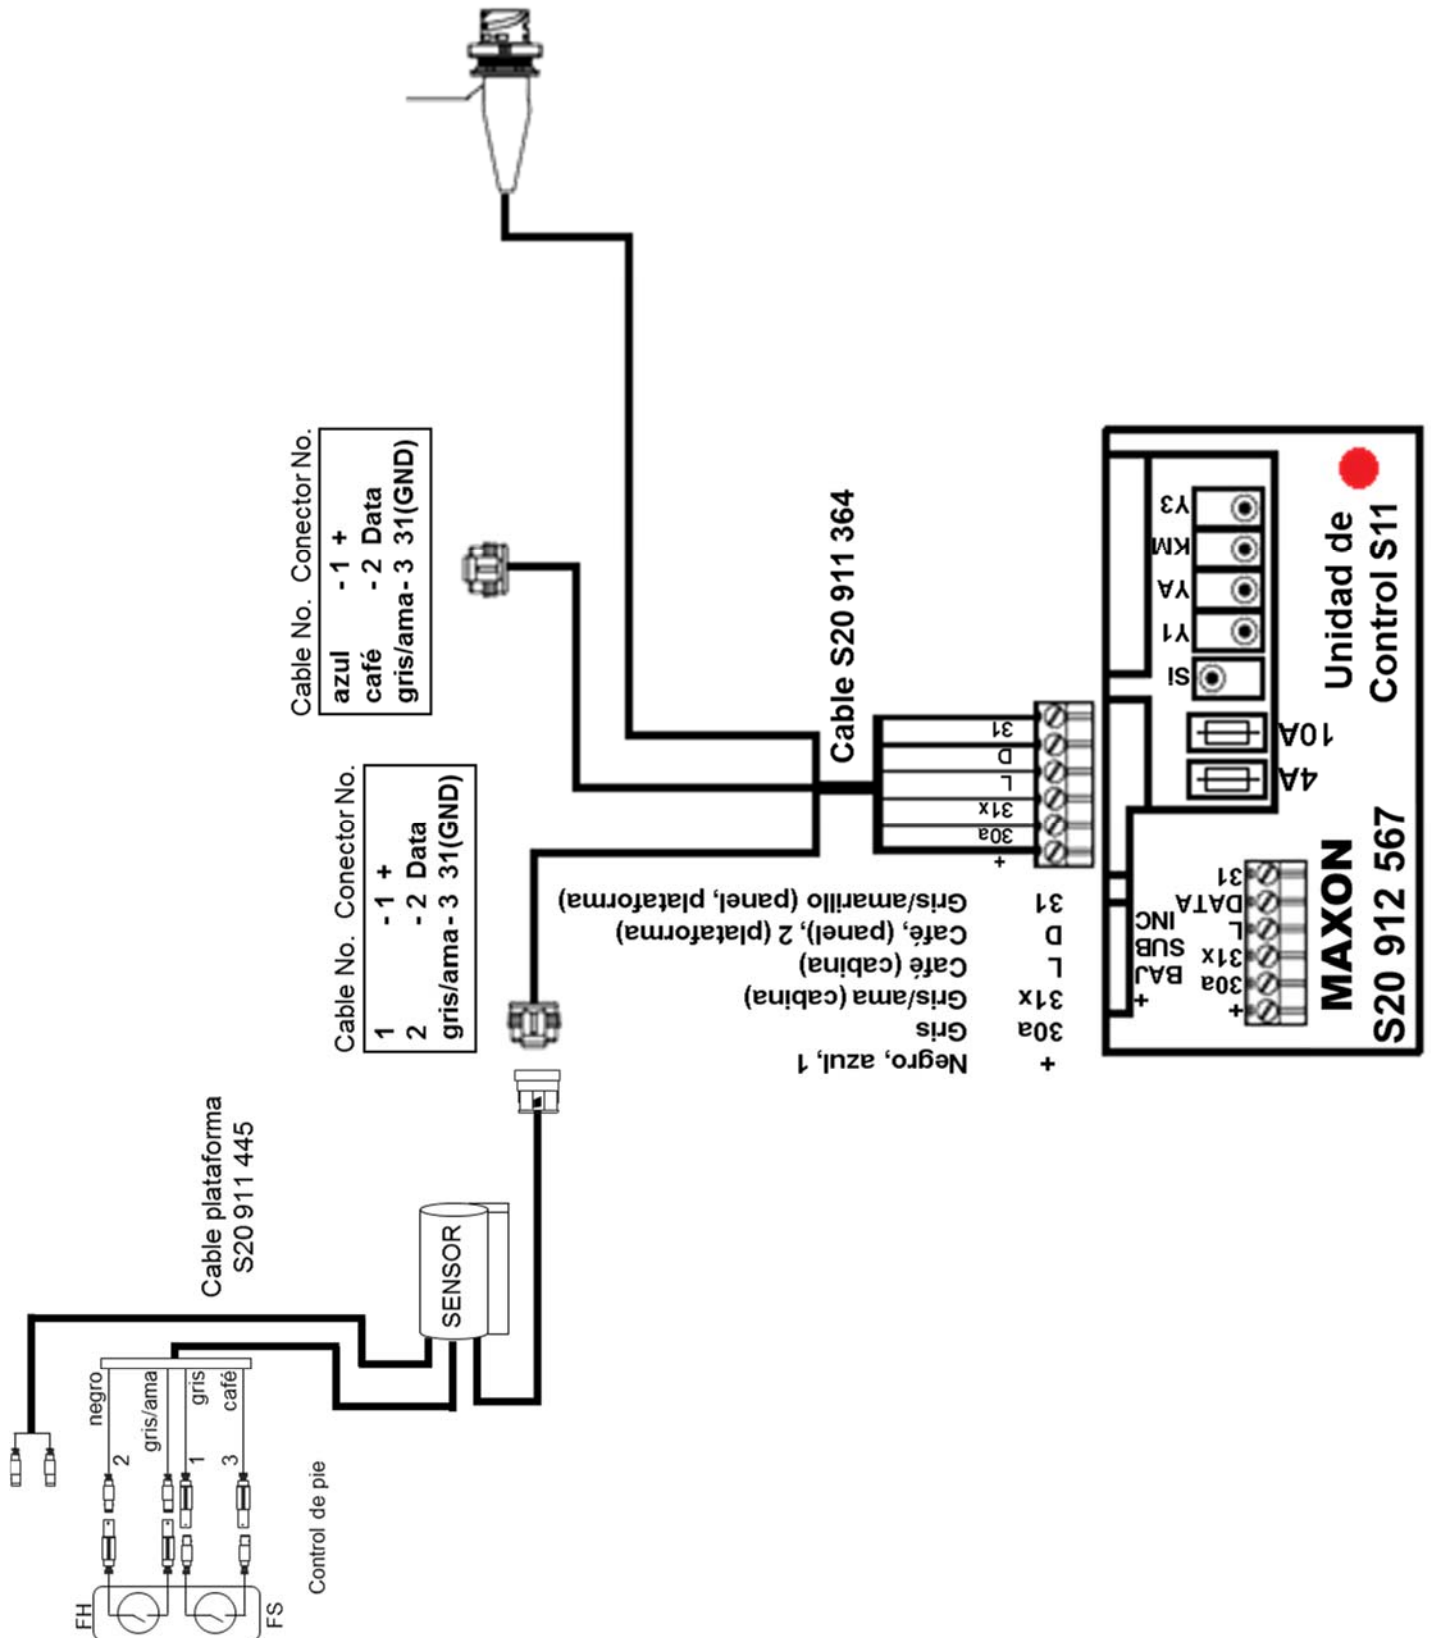 Cable No. Conector No.
azul - 1 +
café - 2 Data
gris/ama - 3 31(GND)
Cable No. Conector No.
1 - 1 +
2 - 2 Data
gris/ama - 3 31(GND)
Cable S20 911 364
31
D
L
31x
30a
+
31 Gris/amarillo (panel, plataforma)
D Café, (panel), 2 (plataforma)
L Café (cabina)
31x Gris/ama (cabina)
30a Gris
+ Negro, azul, 1
Y3
KM
YA
Y1
Si
10A
4A
Unidad de
Control S11
31
DATA
L
31x
30a
+
INC
SUB
BAJ
+
MAXON
S20 912 567
Cable plataforma
S20 911 445
SENSOR
negro
gris/ama
gris
café
2
1
3
Control de pie
FH
FS